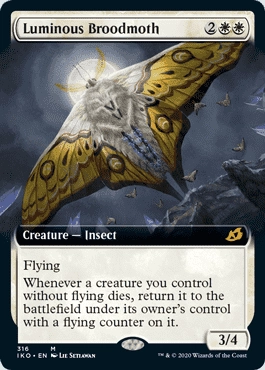 Luminous Broodmoth 2
Creature — Insect
Flying
Whenever a creature you control
without flying dies, return it to the
battlefield under its owner's control
with a flying counter on it.
3/4
316 M
IKO • EN Lie Setiawan ™ & © 2020 Wizards of the Coast